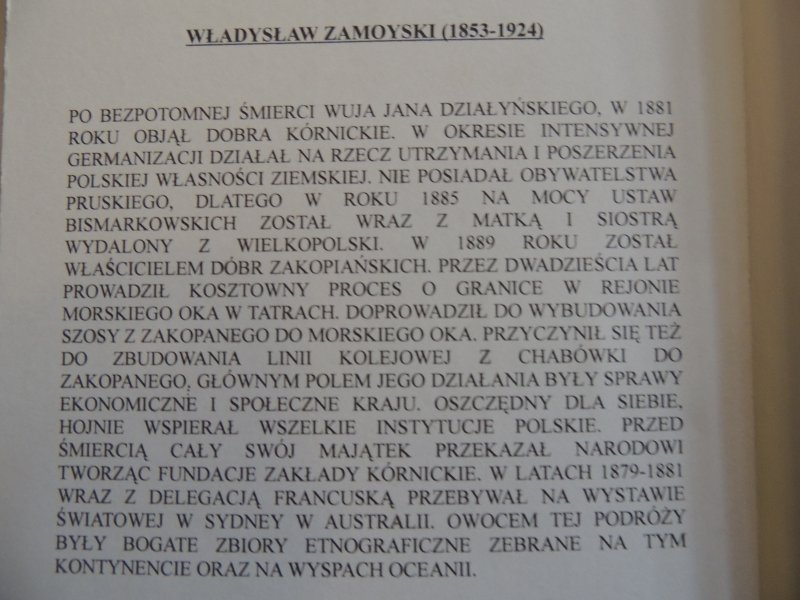 WŁADYSŁAW ZAMOYSKI (1853-1924)
PO BEZPOTOMNEJ ŚMIERCI WUJA JANA DZIAŁYŃSKIEGO, W 1881
ROKU OBJĄŁ DOBRA KÓRNICKIE. W OKRESIE INTENSYWNEJ
GERMANIZACJI DZIAŁAŁ NA RZECZ UTRZYMANIA I POSZERZENIA
POLSKIEJ WŁASNOŚCI ZIEMSKIEJ. NIE POSIADAŁ OBYWATELSTWA
PRUSKIEGO, DLATEGO W ROKU 1885 NA MOCY USTAW
BISMARKOWSKICH ZOSTAŁ WRAZ Z MATKĄ I SIOSTRĄ
WYDALONY Z WIELKOPOLSKI. W 1889 ROKU ZOSTAŁ
WŁAŚCICIELEM DÓBR ZAKOPIAŃSKICH. PRZEZ DWADZIEŚCIA LAT
PROWADZIŁ KOSZTOWNY PROCES O GRANICE W REJONIE
MORSKIEGO OKA W TATRACH. DOPROWADZIŁ DO WYBUDOWANIA
SZOSY Z ZAKOPANEGO DO MORSKIEGO OKA. PRZYCZYNIŁ SIĘ TEŻ
DO ZBUDOWANIA LINII KOLEJOWEJ Z CHABÓWKI DO
ZAKOPANEGO, GŁÓWNYM POLEM JEGO DZIAŁANIA BYŁY SPRAWY
EKONOMICZNE I SPOŁECZNE KRAJU. OSZCZĘDNY DLA SIEBIE,
HOJNIE WSPIERAŁ WSZELKIE INSTYTUCJE POLSKIE. PRZED
ŚMIERCIĄ CAŁY SWÓJ MAJĄTEK PRZEKAZAŁ NARODOWI
TWORZĄC FUNDACJE ZAKŁADY KÓRNICKIE. W LATACH 1879-1881
WRAZ Z DELEGACJĄ FRANCUSKĄ PRZEBYWAŁ NA WYSTAWIE
ŚWIATOWEJ W SYDNEY W AUSTRALII. OWOCEM TEJ PODRÓŻY
BYŁY BOGATE ZBIORY ETNOGRAFICZNE ZEBRANE NA TYM
KONTYNENCIE ORAZ NA WYSPACH OCEANII.